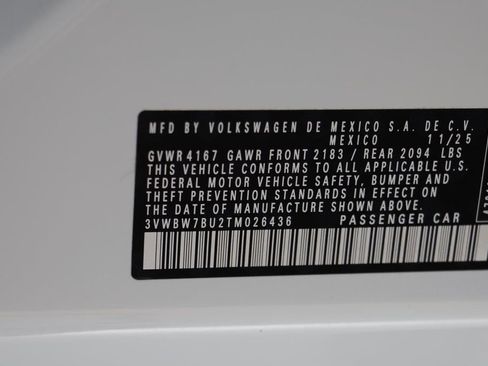 MFD BY VOLKSWAGEN DE MEXICO S.A. DE C.V.
MEXICO 11/25
GVWR 4167 GAWR FRONT 2183 / REAR 2094 LBS
THIS VEHICLE CONFORMS TO ALL APPLICABLE U.S.
FEDERAL MOTOR VEHICLE SAFETY, BUMPER AND
THEFT PREVENTION STANDARDS IN EFFECT ON
THE DATE OF MANUFACTURE SHOWN ABOVE.
3VWBW7BU2TM026436 PASSENGER CAR